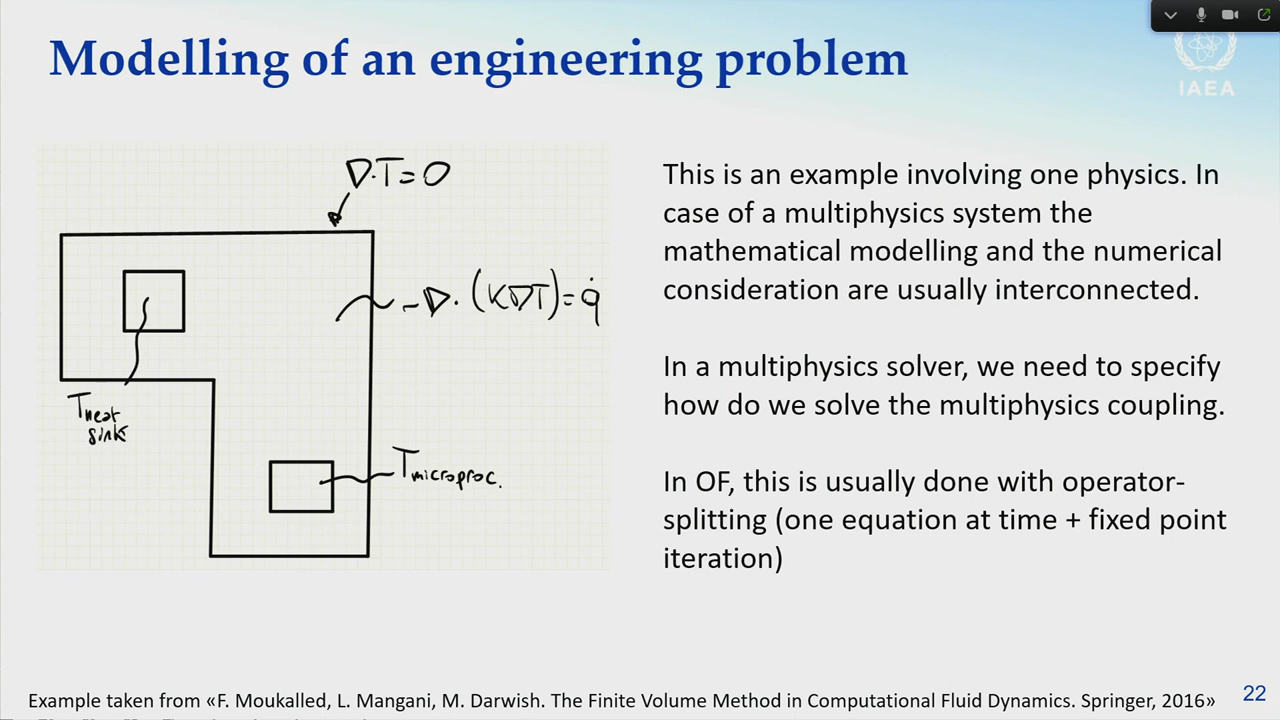 Modelling of an engineering problem
IAEA
∇·T=0
-∇·(K∇T)=q̇
Theat
sink
Tmicroproc.
This is an example involving one physics. In
case of a multiphysics system the
mathematical modelling and the numerical
consideration are usually interconnected.
In a multiphysics solver, we need to specify
how do we solve the multiphysics coupling.
In OF, this is usually done with operator-
splitting (one equation at time + fixed point
iteration)
Example taken from «F. Moukalled, L. Mangani, M. Darwish. The Finite Volume Method in Computational Fluid Dynamics. Springer, 2016»
22